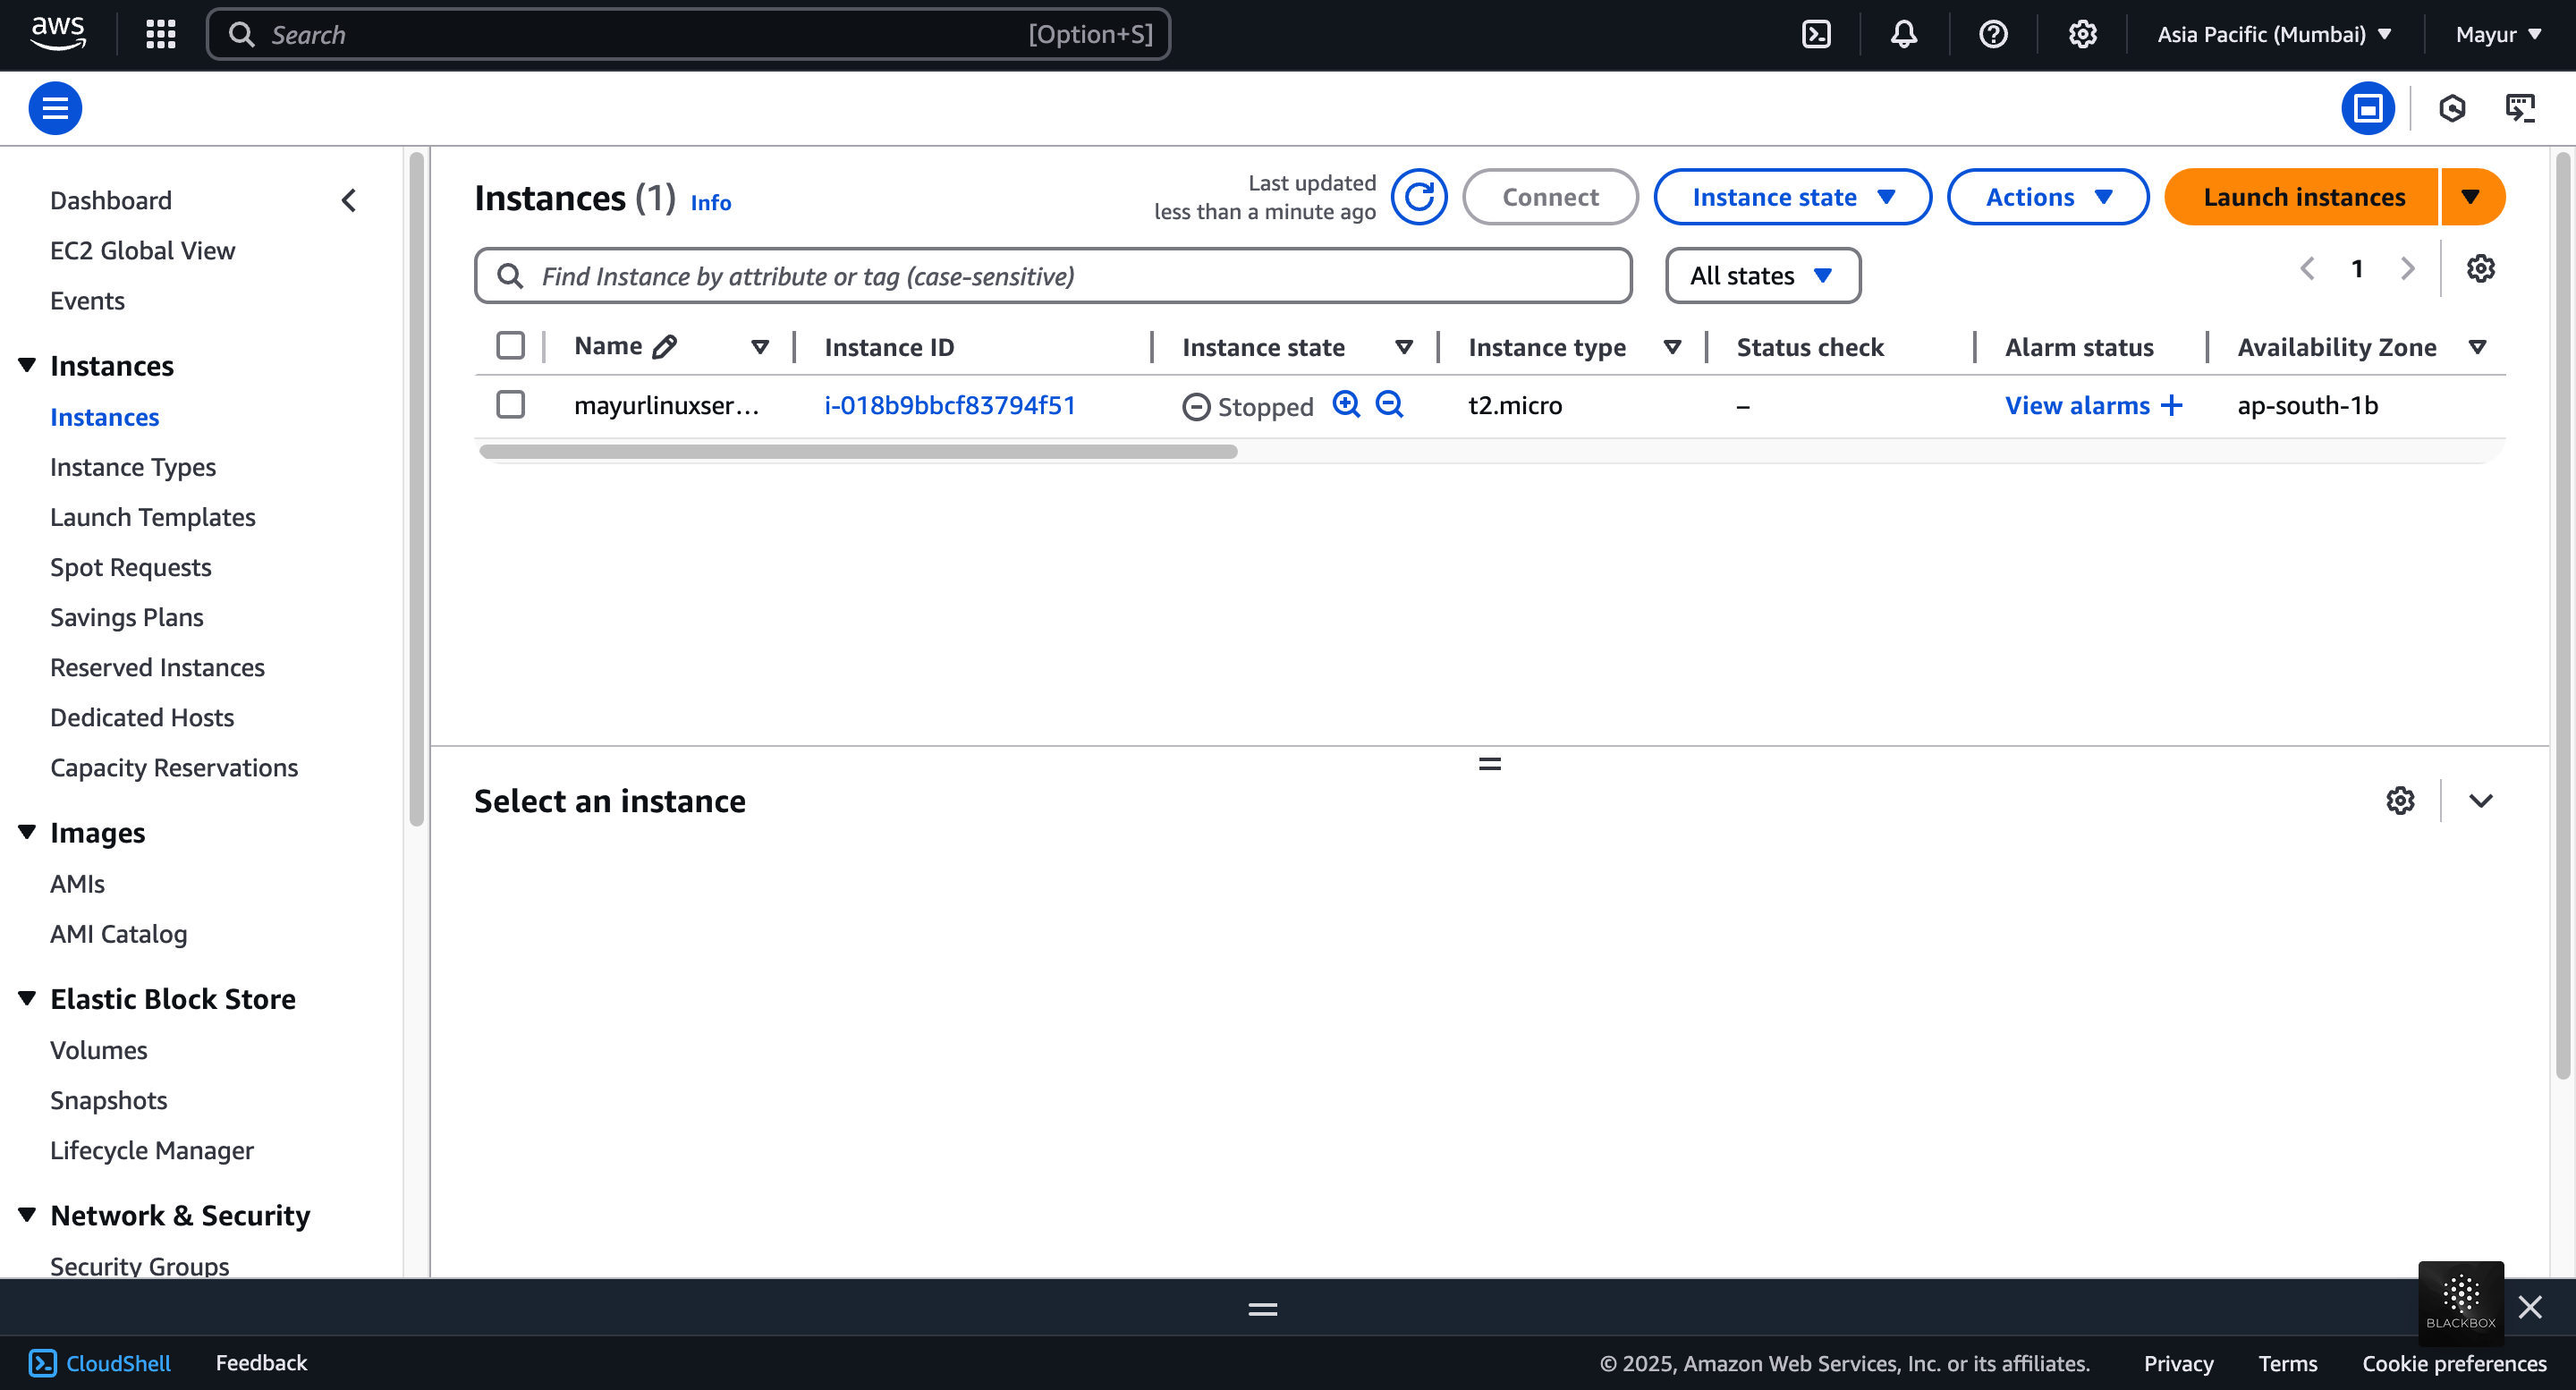 aws
Search
[Option+S]
Asia Pacific (Mumbai)
Mayur
Dashboard
EC2 Global View
Events
Instances
Instances
Instance Types
Launch Templates
Spot Requests
Savings Plans
Reserved Instances
Dedicated Hosts
Capacity Reservations
Images
AMIs
AMI Catalog
Elastic Block Store
Volumes
Snapshots
Lifecycle Manager
Network & Security
Security Groups
Instances (1) Info
Last updated
less than a minute ago
Connect
Instance state
Actions
Launch instances
Find Instance by attribute or tag (case-sensitive)
All states
1
Name Instance ID Instance state Instance type Status check Alarm status Availability Zone
mayurlinuxser... i-018b9bbcf83794f51 Stopped t2.micro – View alarms + ap-south-1b
Select an instance
BLACKBOX
CloudShell
Feedback
© 2025, Amazon Web Services, Inc. or its affiliates.
Privacy
Terms
Cookie preferences